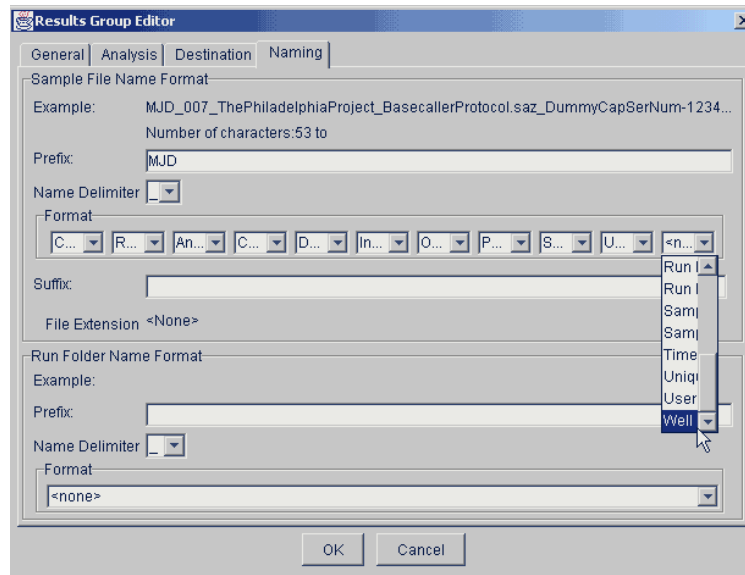 Results Group Editor
General Analysis Destination Naming
Sample File Name Format
Example: MJD_007_ThePhiladelphiaProject_BasecallerProtocol.saz_DummyCapSerNum-1234...
Number of characters:53 to
Prefix: MJD
Name Delimiter _
Format
C... R... An... C... D... In... O... P... S... U... <n...
Run
Suffix:
Run
Sam
File Extension <None>
Sam
Run Folder Name Format
Time
Example:
Uniq
Prefix:
User
Well
Name Delimiter _
Format
<none>
OK Cancel